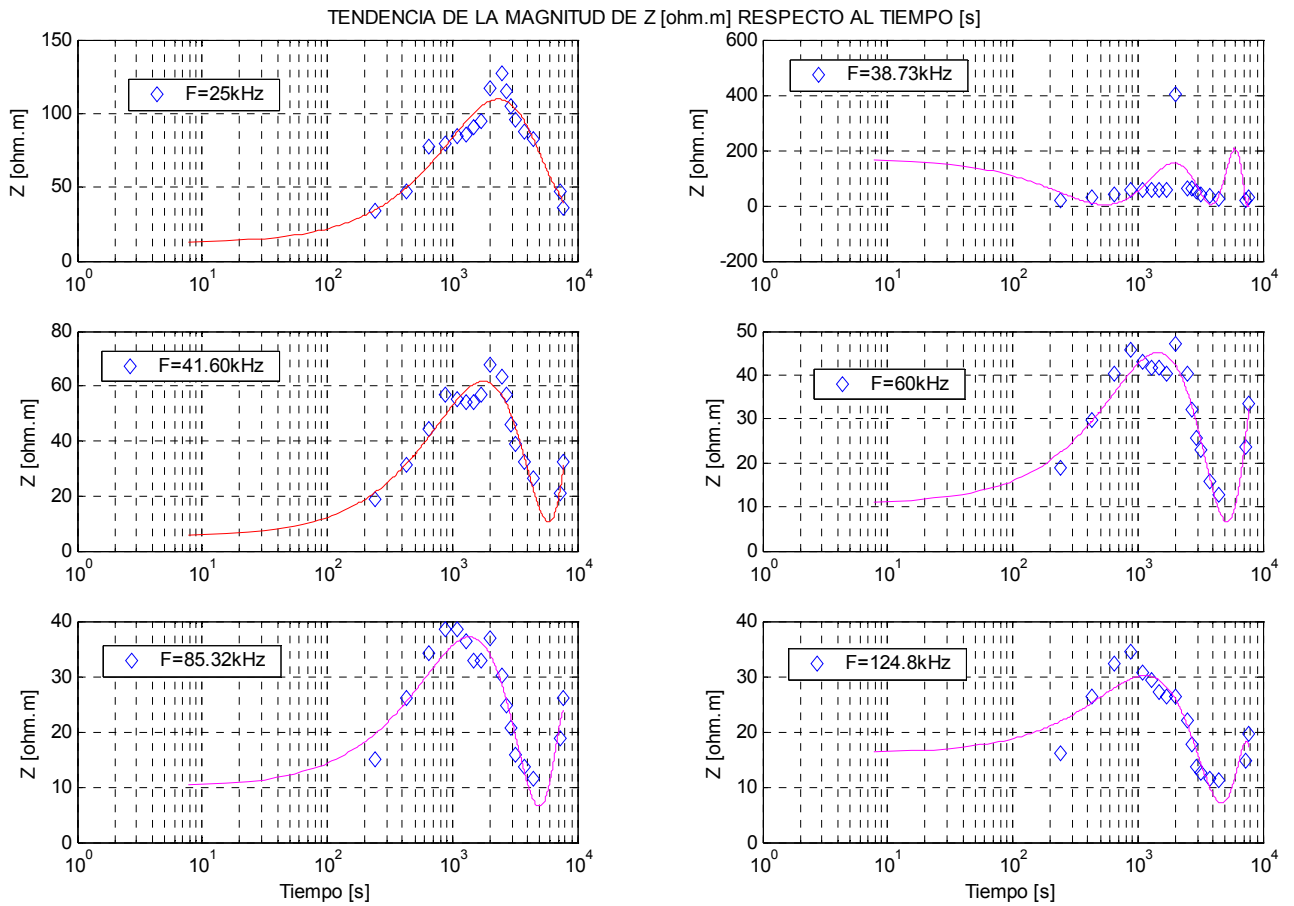 TENDENCIA DE LA MAGNITUD DE Z [ohm.m] RESPECTO AL TIEMPO [s]
150
100
50
0
Z [ohm.m]
F=25kHz
10^0 10^1 10^2 10^3 10^4
600
400
200
0
-200
Z [ohm.m]
F=38.73kHz
10^0 10^1 10^2 10^3 10^4
80
60
40
20
0
Z [ohm.m]
F=41.60kHz
10^0 10^1 10^2 10^3 10^4
50
40
30
20
10
0
Z [ohm.m]
F=60kHz
10^0 10^1 10^2 10^3 10^4
40
30
20
10
0
Z [ohm.m]
F=85.32kHz
10^0 10^1 10^2 10^3 10^4
Tiempo [s]
40
30
20
10
0
Z [ohm.m]
F=124.8kHz
10^0 10^1 10^2 10^3 10^4
Tiempo [s]